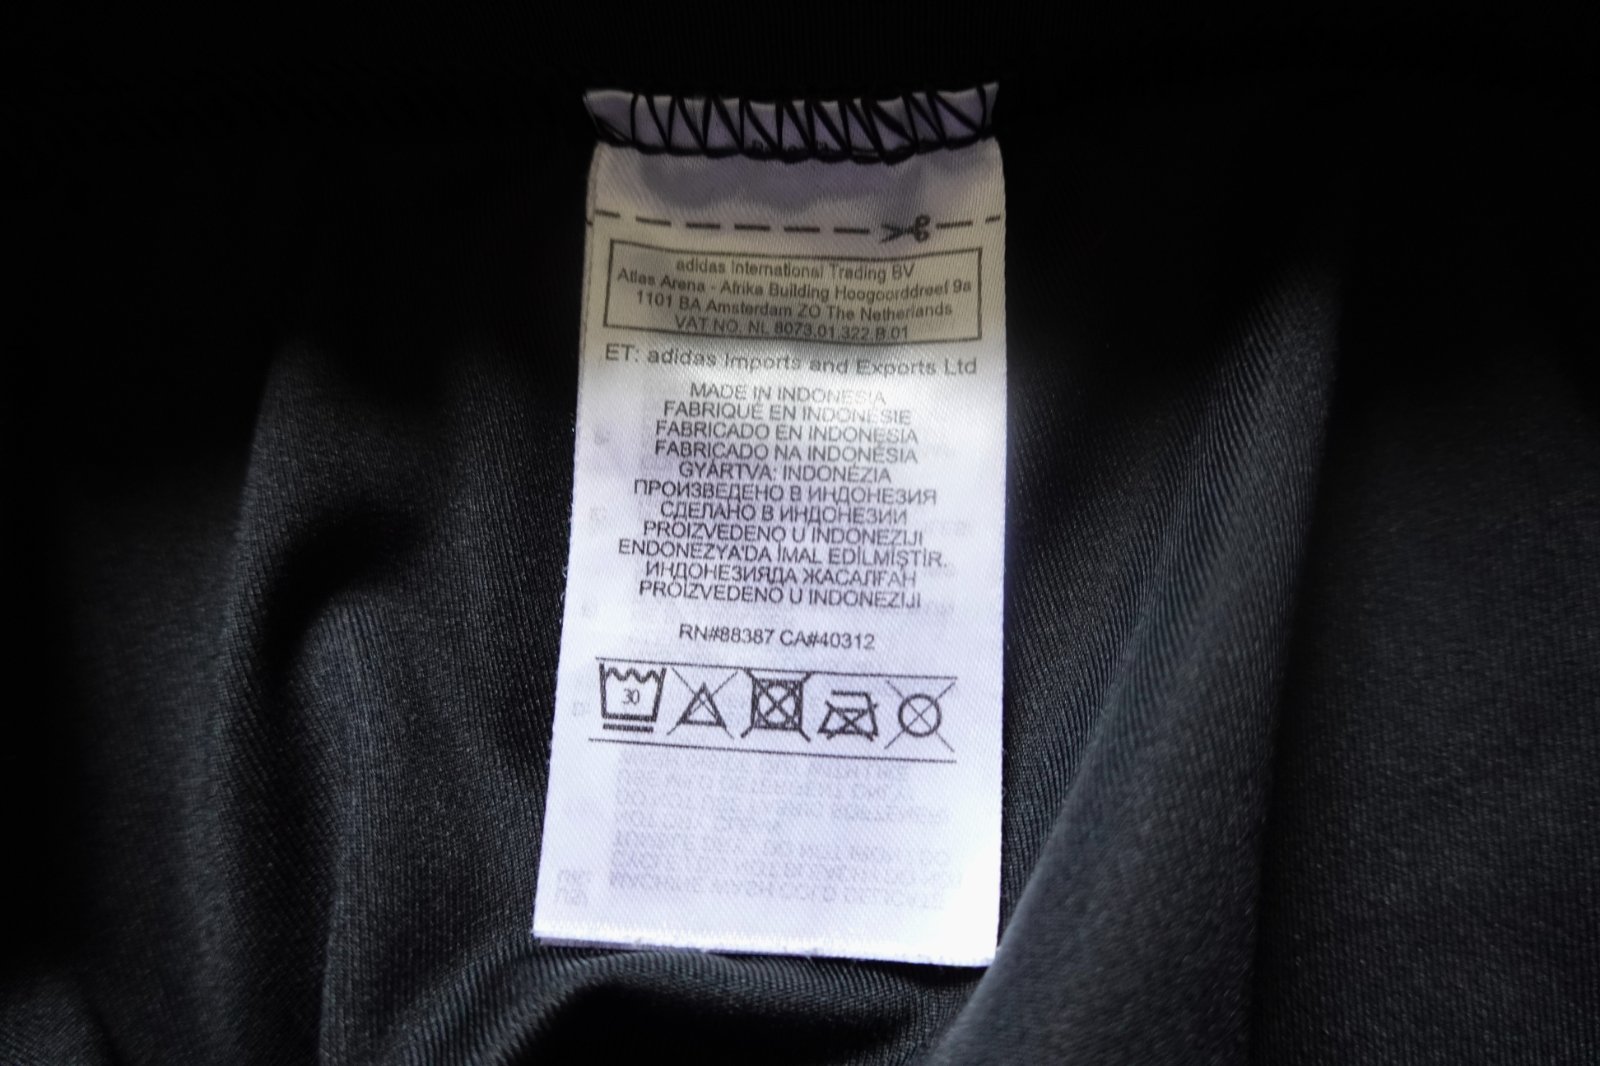 adidas International Trading BV
Atlas Arena - Afrika Building Hoogoorddreef 9a
1101 BA Amsterdam ZO The Netherlands
VAT NO. NL 8073.01.322.B.01
ET: adidas Imports and Exports Ltd
MADE IN INDONESIA
FABRIQUÉ EN INDONÉSIE
FABRICADO EN INDONESIA
FABRICADO NA INDONÉSIA
GYÁRTVA: INDONÉZIA
ПРОИЗВЕДЕНО В ИНДОНЕЗИЯ
СДЕЛАНО В ИНДОНЕЗИИ
PROIZVEDENO U INDONEZIJI
ENDONEZYA'DA İMAL EDİLMİŞTİR.
ИНДОНЕЗИЯДА ЖАСАЛҒАН
PROIZVEDENO U INDONEZIJI
RN#88387 CA#40312
30